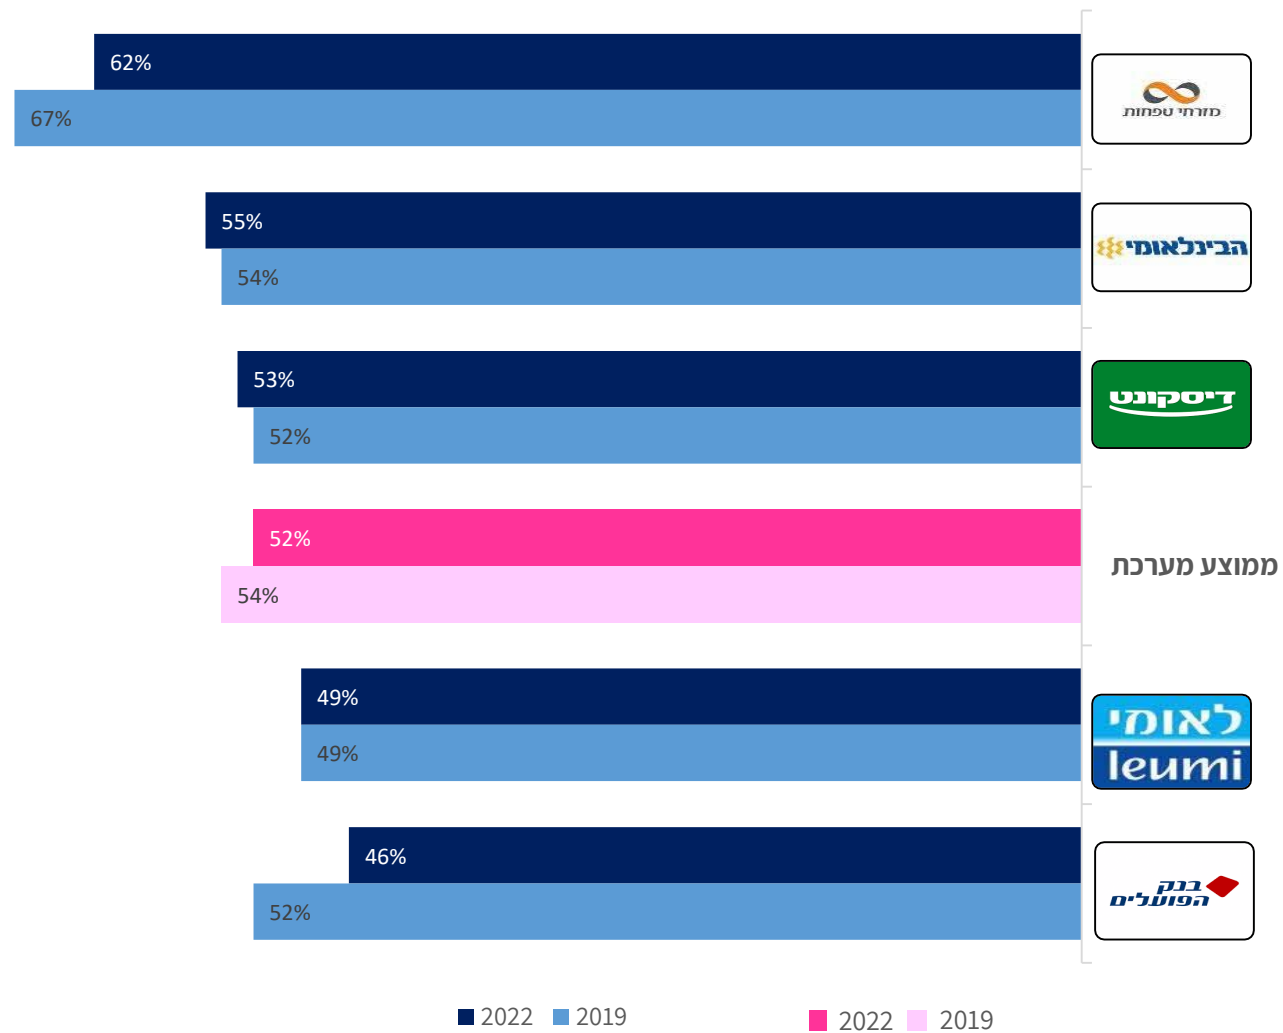 62%
67%
מזרחי טפחות
55%
54%
הבינלאומי
53%
52%
דיסקונט
52%
54%
ממוצע מערכת
49%
49%
לאומי
leumi
46%
52%
בנק
הפועלים
2022 2019 2022 2019